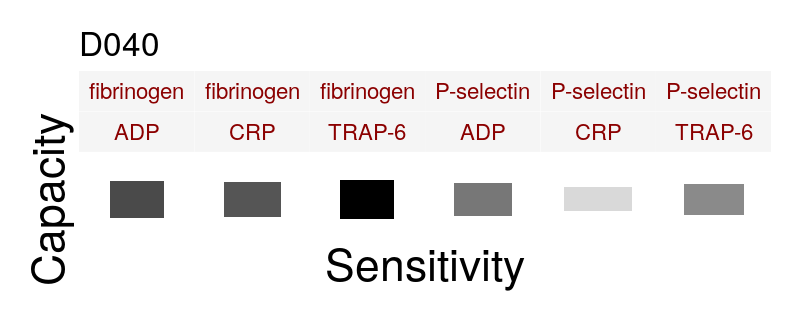 D040
fibrinogen fibrinogen fibrinogen P-selectin P-selectin P-selectin
ADP CRP TRAP-6 ADP CRP TRAP-6
Capacity
Sensitivity